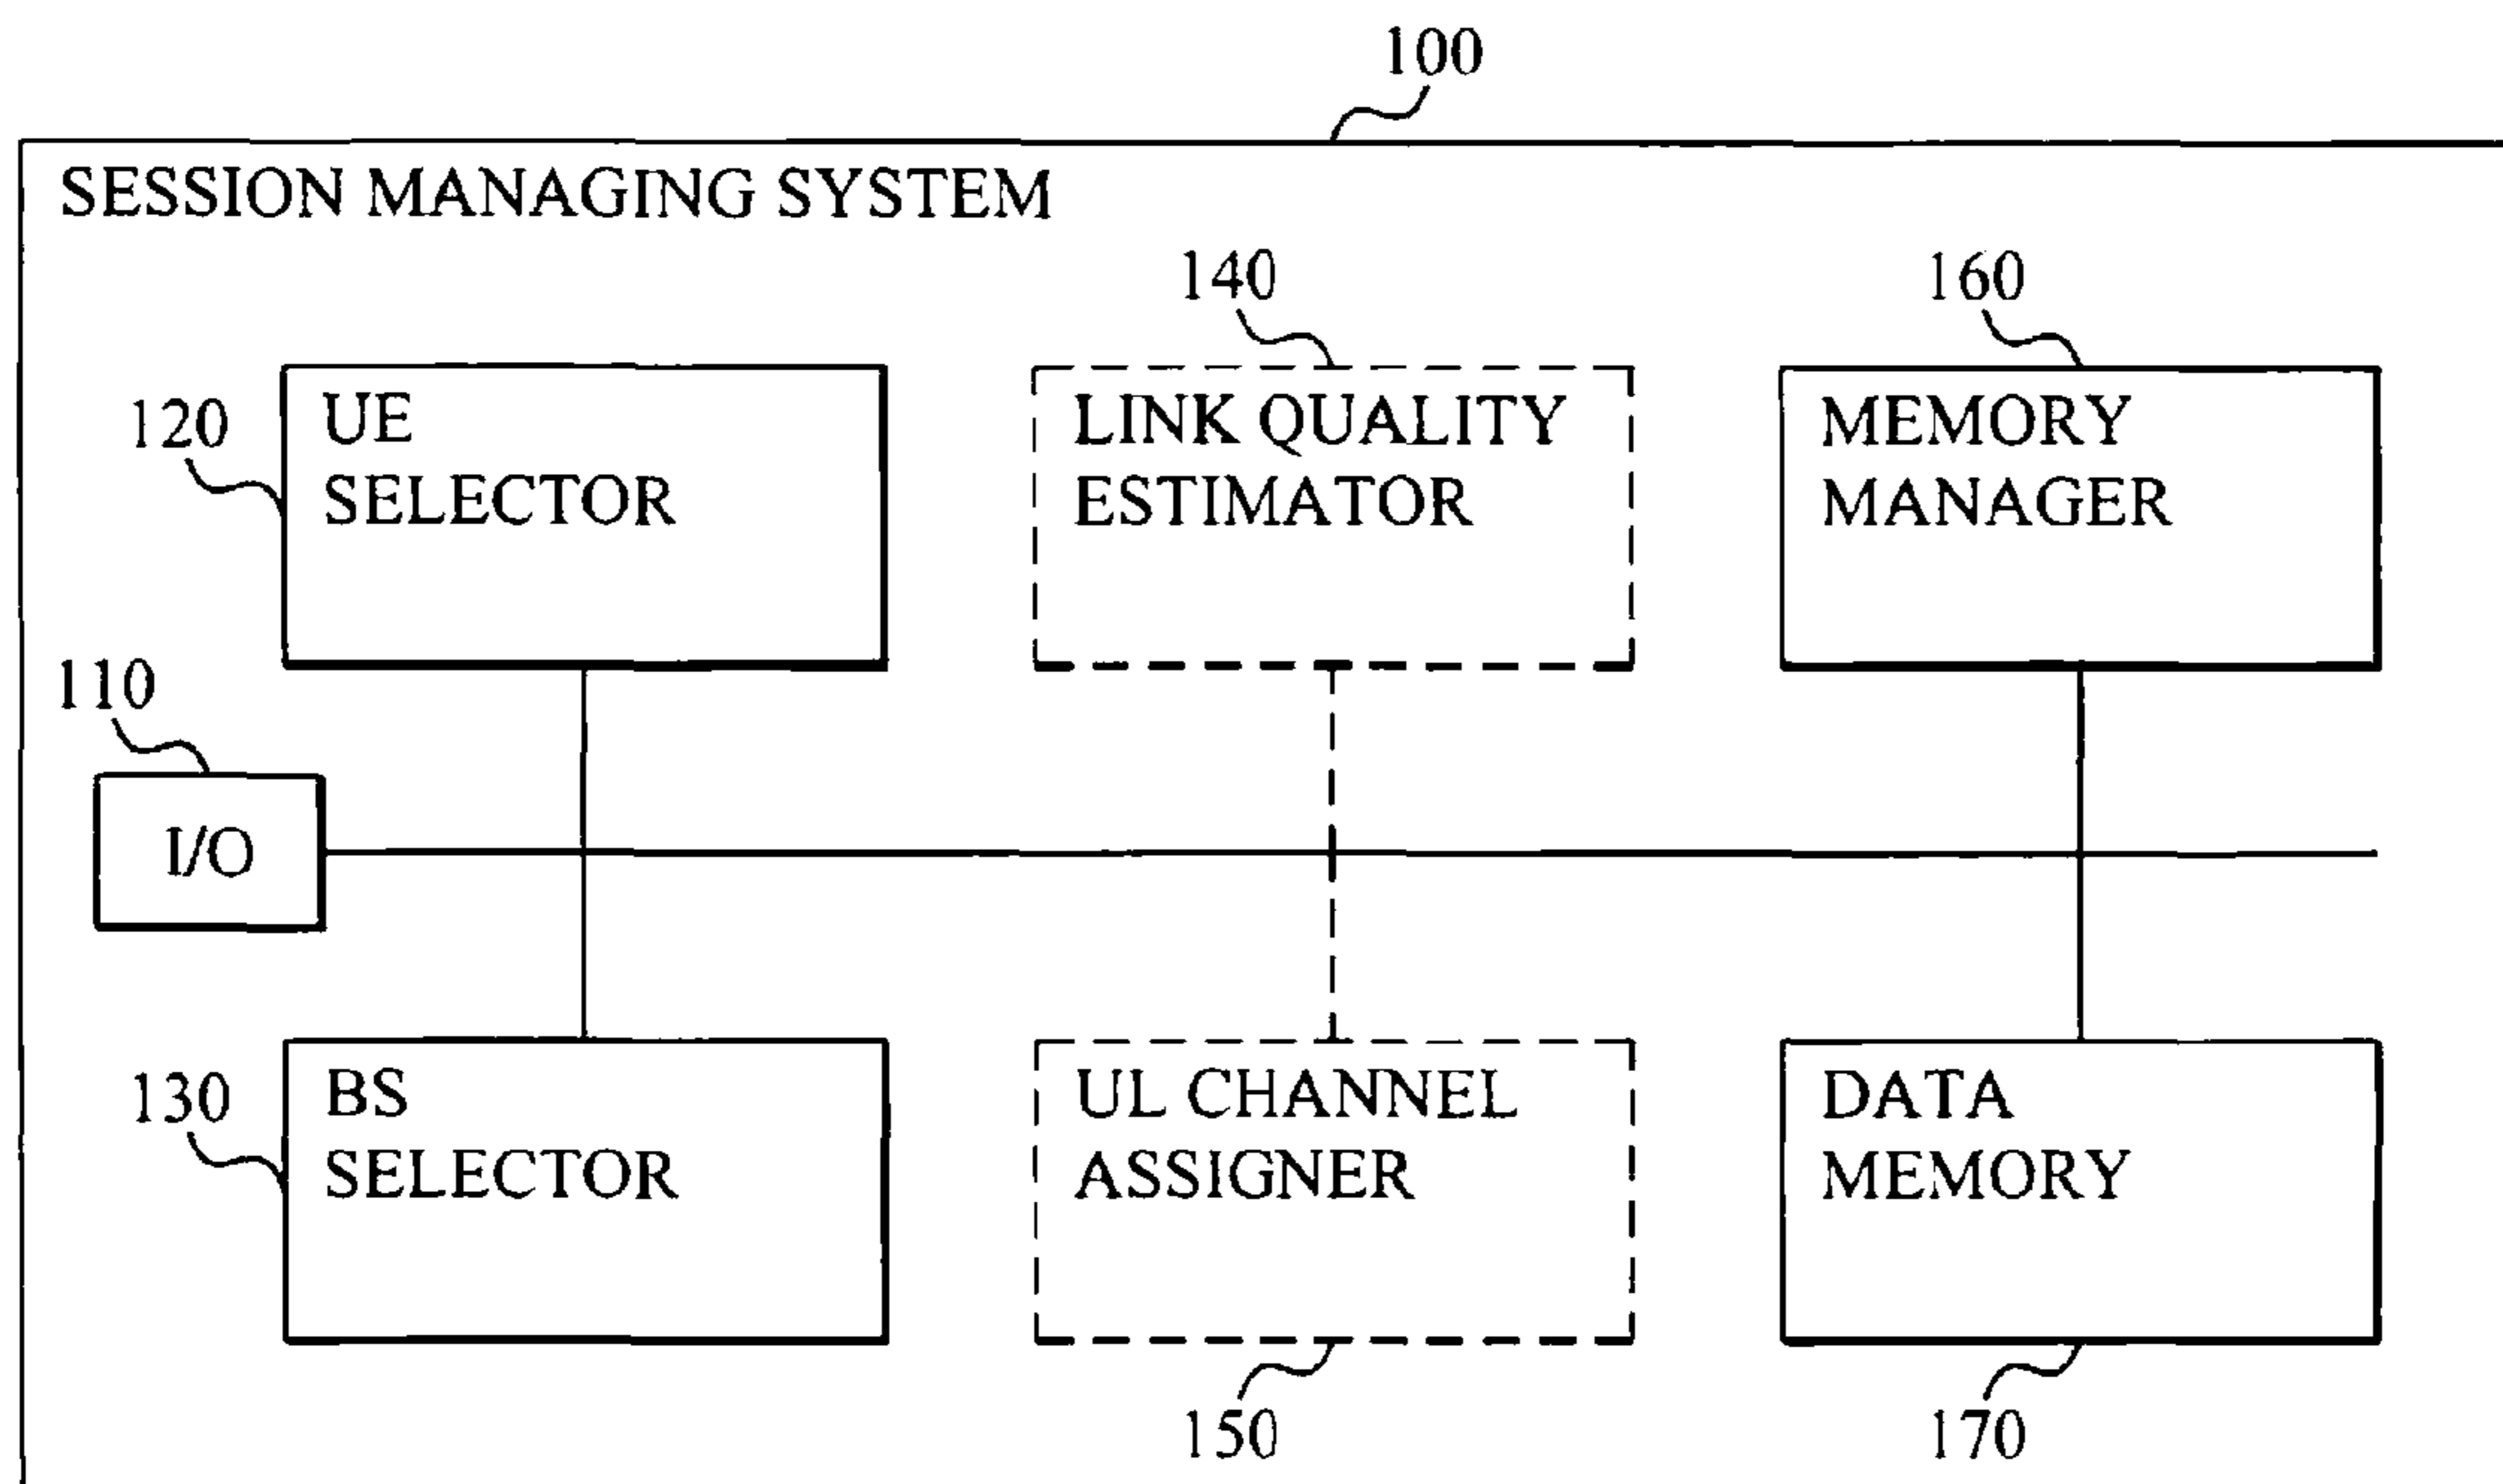 100
SESSION MANAGING SYSTEM
140
160
120
UE
SELECTOR
LINK QUALITY
ESTIMATOR
MEMORY
MANAGER
110
I/O
130
BS
SELECTOR
UL CHANNEL
ASSIGNER
DATA
MEMORY
150
170